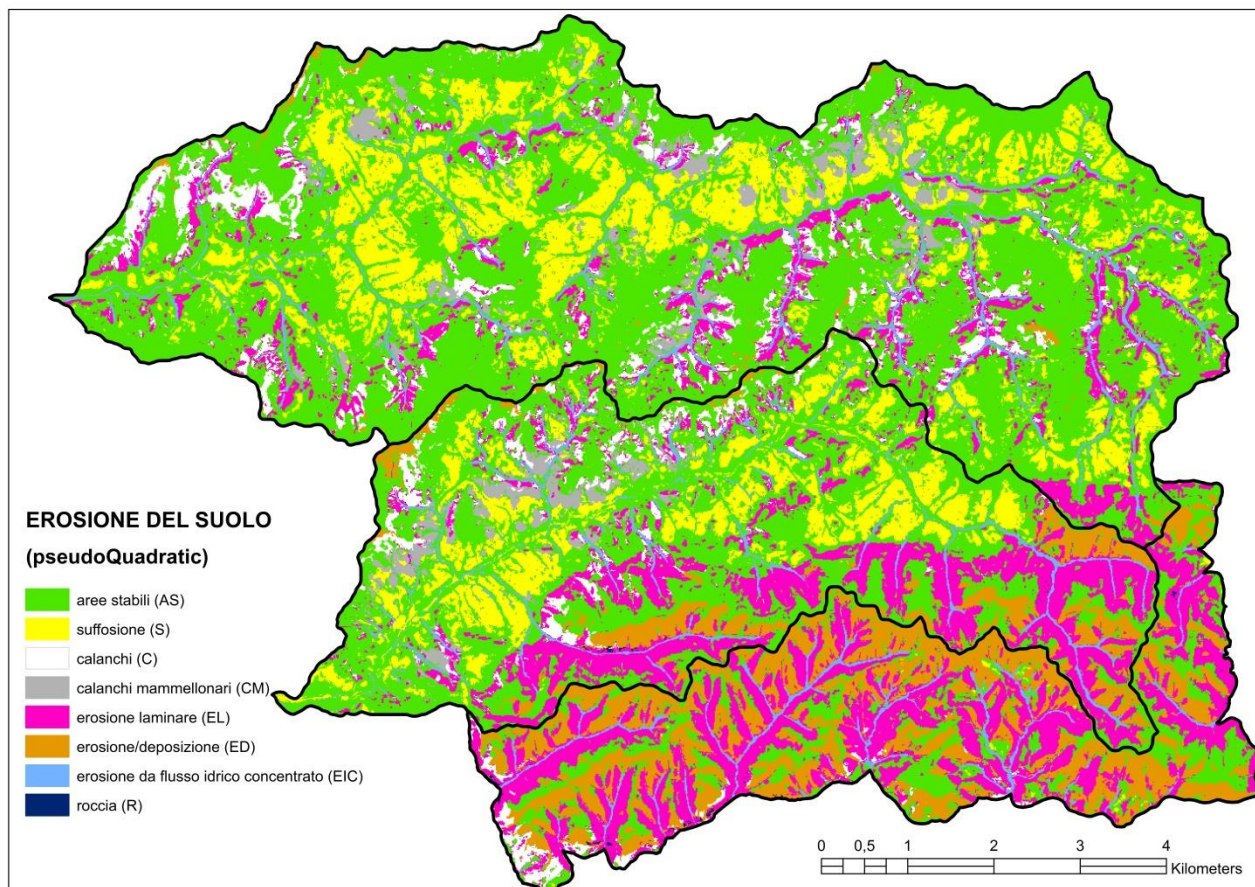 EROSIONE DEL SUOLO
(pseudoQuadratic)
aree stabili (AS)
suffosione (S)
calanchi (C)
calanchi mammellonari (CM)
erosione laminare (EL)
erosione/deposizione (ED)
erosione da flusso idrico concentrato (EIC)
roccia (R)
0 0,5 1 2 3 4
Kilometers